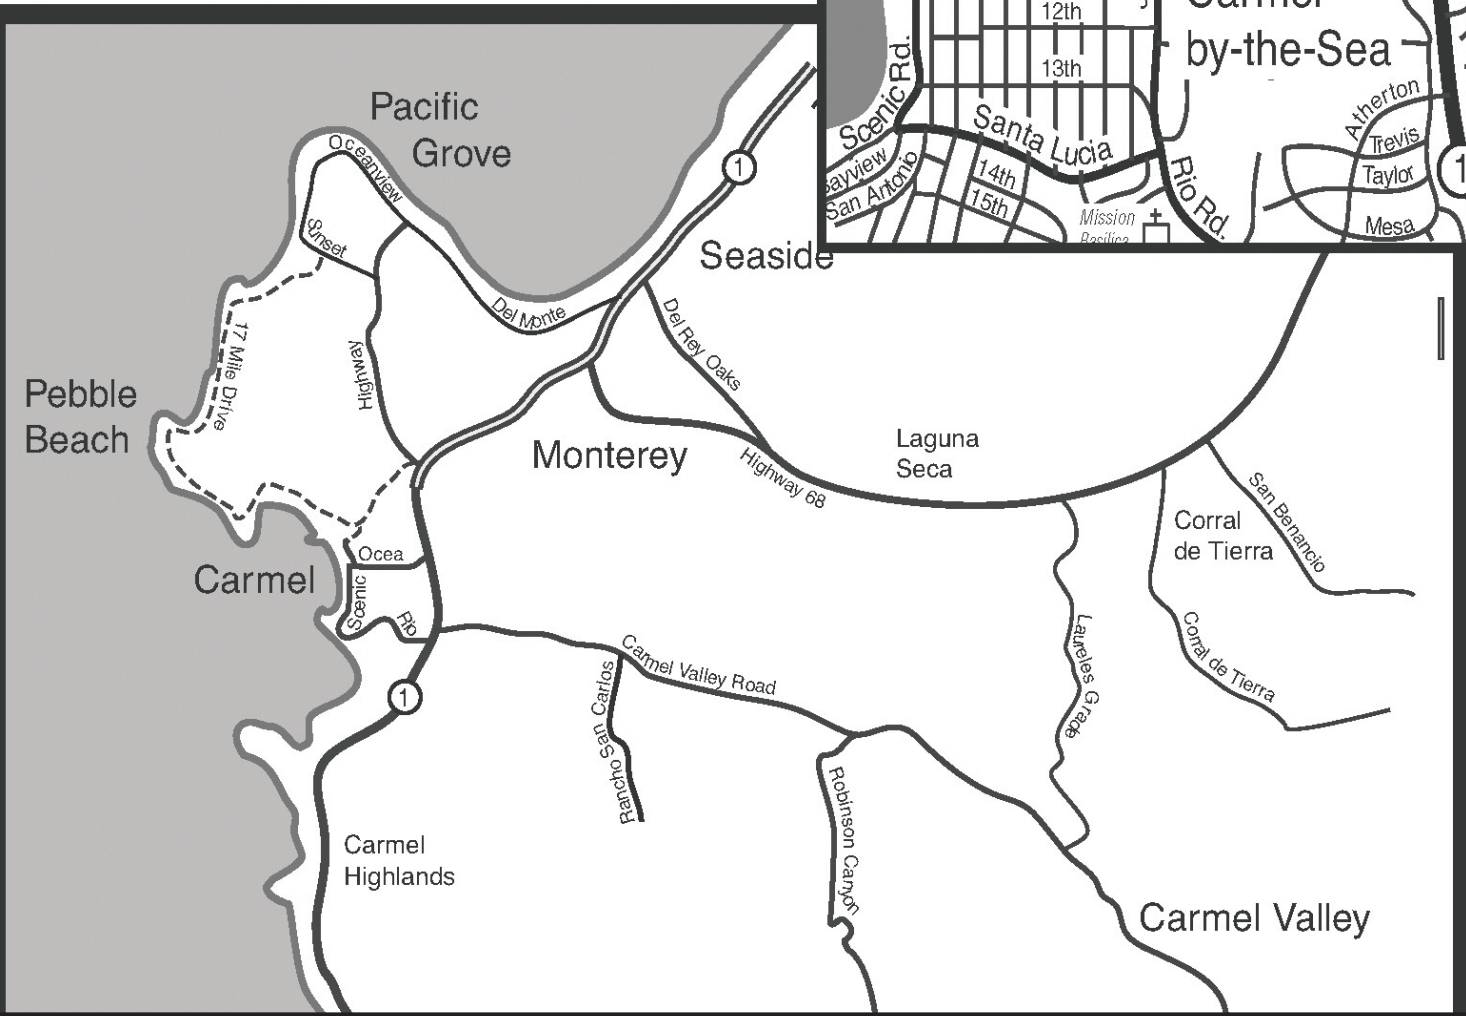 Pacific
Grove
Oceanview
Sunset
17 Mile Drive
Pebble
Beach
Highway
Del Monte
1
Seaside
Del Rey Oaks
Monterey
Highway 68
Laguna
Seca
Corral
de Tierra
San Benancio
Corral de Tierra
Laureles Grade
Carmel
Ocea
Scenic
Rio
1
Carmel Valley Road
Rancho San Carlos
Robinson Canyon
Carmel
Highlands
Carmel Valley
12th
Carmel
by-the-Sea
13th
Scenic Rd.
Santa Lucia
San Antonio
14th
15th
Mission
Basilica
Rio Rd.
Atherton
Trevis
Taylor
Mesa
1